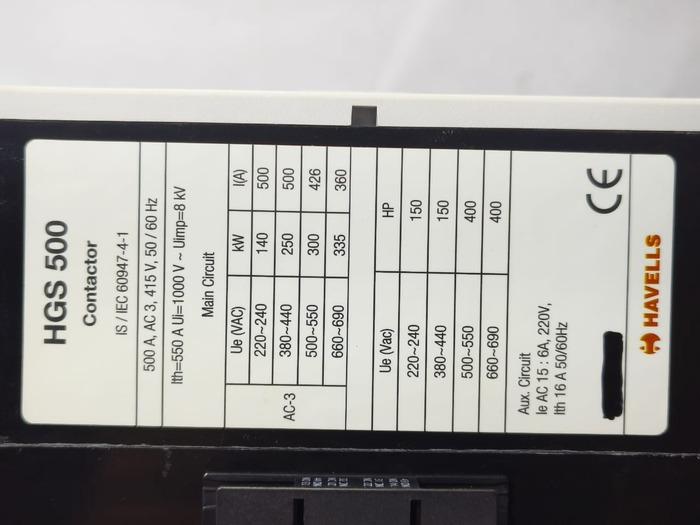 HGS 500
Contactor
IS / IEC 60947-4-1
500 A, AC 3, 415 V, 50 / 60 Hz
Ith=550 A Ui=1000 V ~ Uimp=8 kV
Main Circuit
Ue (VAC) kW I(A)
AC-3
220~240 140 500
380~440 250 500
500~550 300 426
660~690 335 360
Ue (Vac) HP
220~240 150
380~440 150
500~550 400
660~690 400
Aux. Circuit
Ie AC 15 : 6A, 220V,
Ith 16 A 50/60Hz
CE
HAVELLS